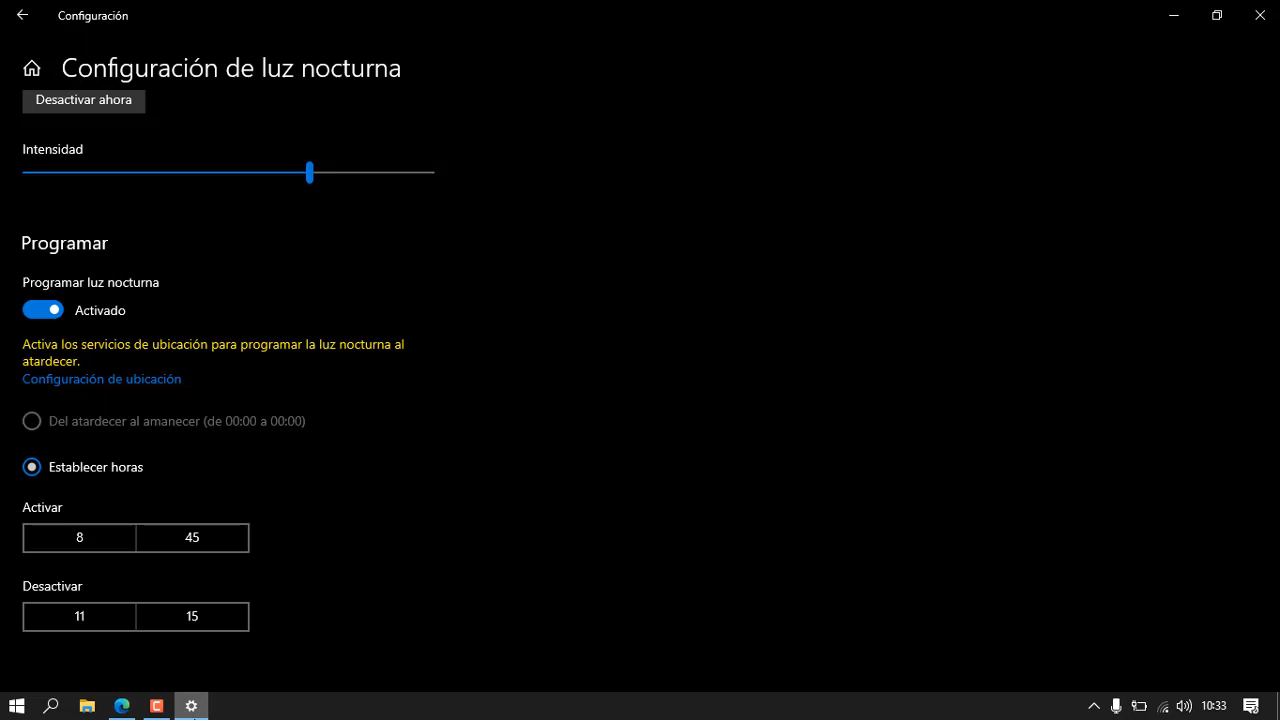 Configuración
Configuración de luz nocturna
Desactivar ahora
Intensidad
Programar
Programar luz nocturna
Activado
Activa los servicios de ubicación para programar la luz nocturna al
atardecer.
Configuración de ubicación
Del atardecer al amanecer (de 00:00 a 00:00)
Establecer horas
Activar
8 45
Desactivar
11 15
10:33